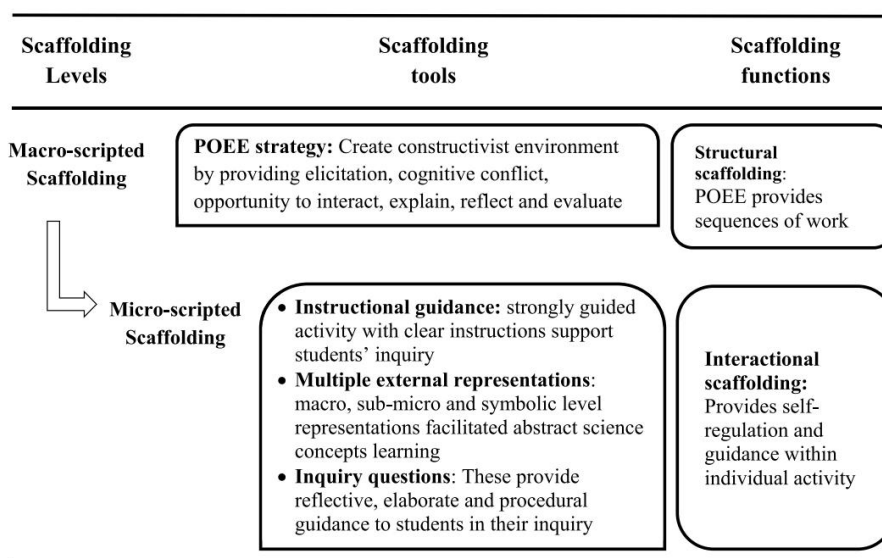 Scaffolding
Levels
Scaffolding
tools
Scaffolding
functions
Macro-scripted
Scaffolding
POEE strategy: Create constructivist environment
by providing elicitation, cognitive conflict,
opportunity to interact, explain, reflect and evaluate
Structural
scaffolding:
POEE provides
sequences of work
Micro-scripted
Scaffolding
• Instructional guidance: strongly guided
activity with clear instructions support
students’ inquiry
• Multiple external representations:
macro, sub-micro and symbolic level
representations facilitated abstract science
concepts learning
• Inquiry questions: These provide
reflective, elaborate and procedural
guidance to students in their inquiry
Interactional
scaffolding:
Provides self-
regulation and
guidance within
individual activity